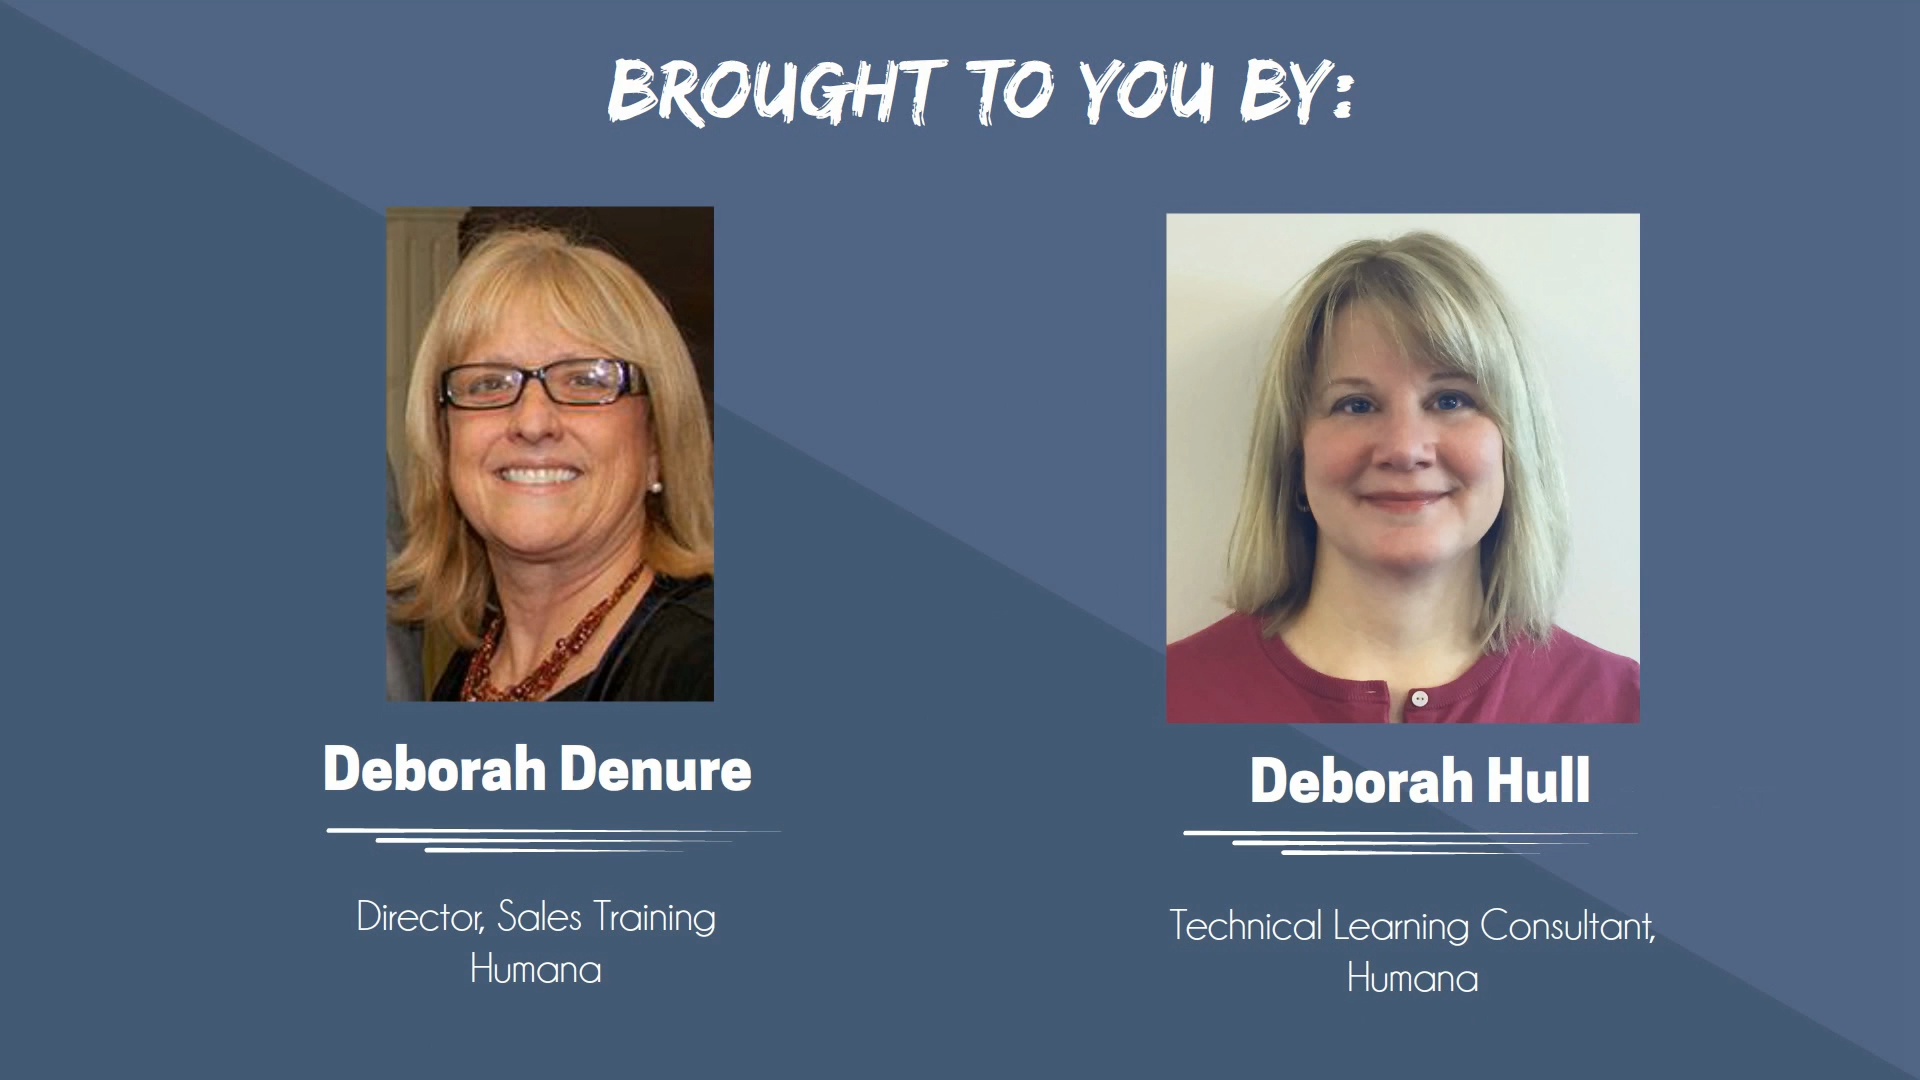 BROUGHT TO YOU BY:
Deborah Denure
Director, Sales Training
Humana
Deborah Hull
Technical Learning Consultant,
Humana